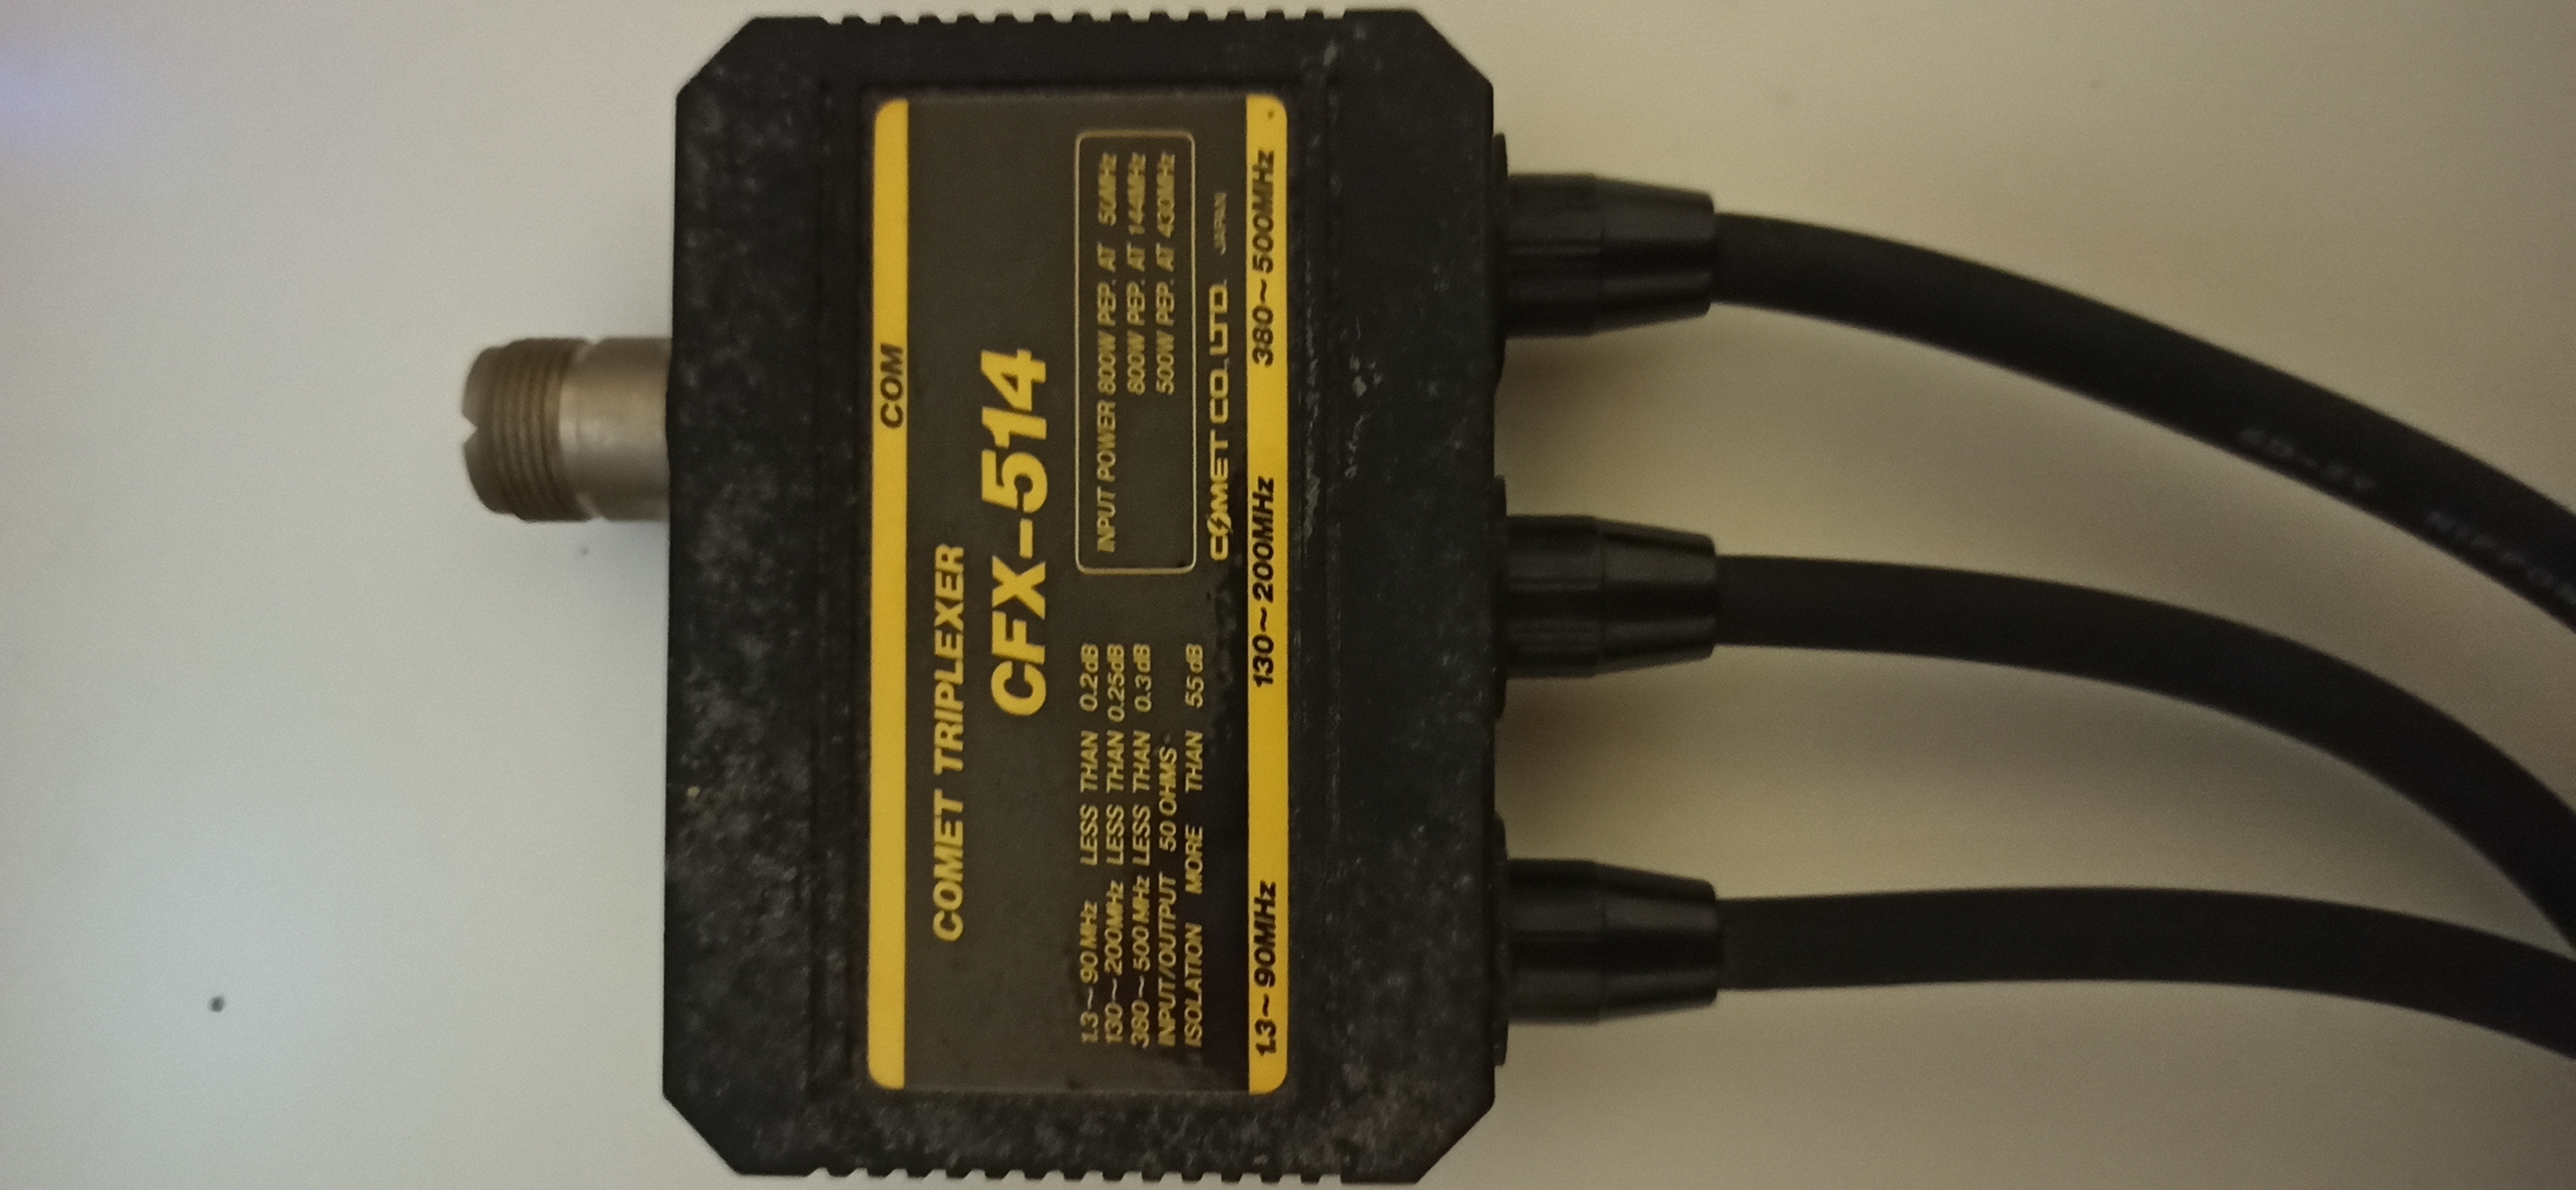 COM
COMET TRIPLEXER
CFX-514
1.3~90MHz LESS THAN 0.2dB
130~200MHz LESS THAN 0.25dB
380~500MHz LESS THAN 0.3dB
INPUT/OUTPUT 50 OHMS
ISOLATION MORE THAN 55dB
INPUT POWER 800W PEP. AT 50MHz
800W PEP. AT 144MHz
500W PEP. AT 430MHz
COMET CO., LTD. JAPAN
1.3~90MHz 130~200MHz 380~500MHz